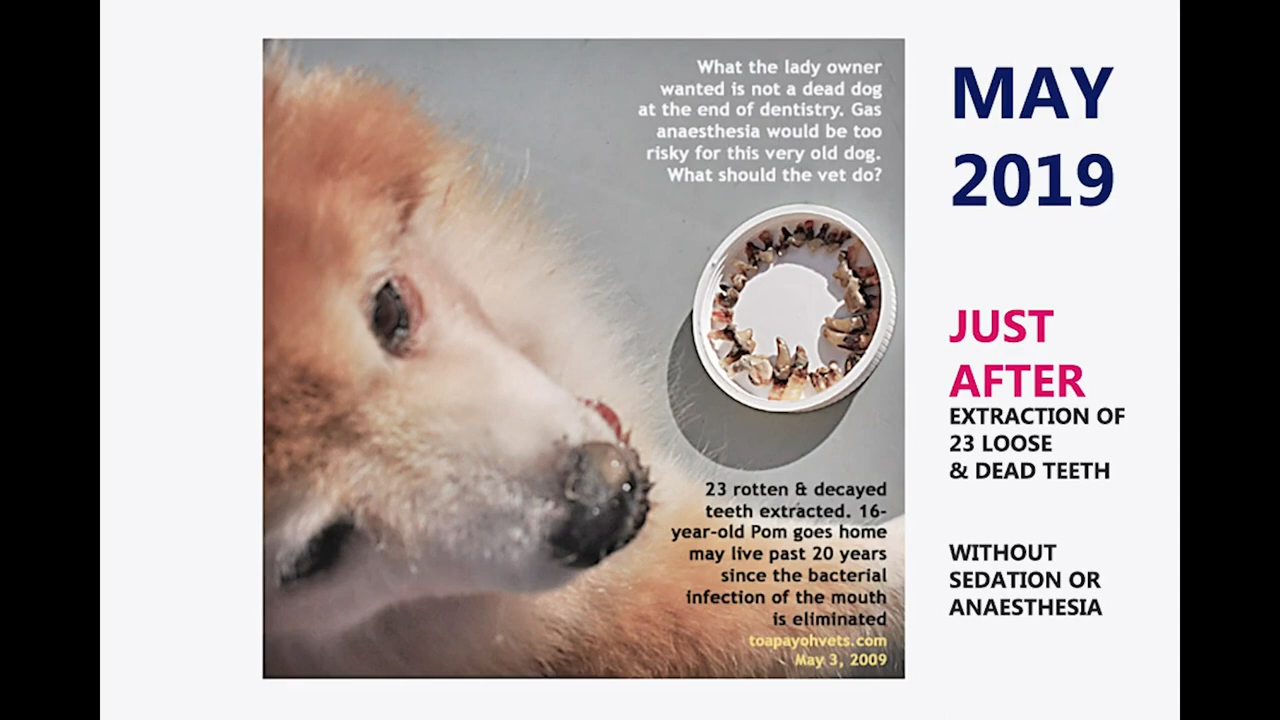 What the lady owner
wanted is not a dead dog
at the end of dentistry. Gas
anaesthesia would be too
risky for this very old dog.
What should the vet do?
23 rotten & decayed
teeth extracted. 16-
year-old Pom goes home
may live past 20 years
since the bacterial
infection of the mouth
is eliminated
toapayohvets.com
May 3, 2009
MAY
2019
JUST
AFTER
EXTRACTION OF
23 LOOSE
& DEAD TEETH
WITHOUT
SEDATION OR
ANAESTHESIA